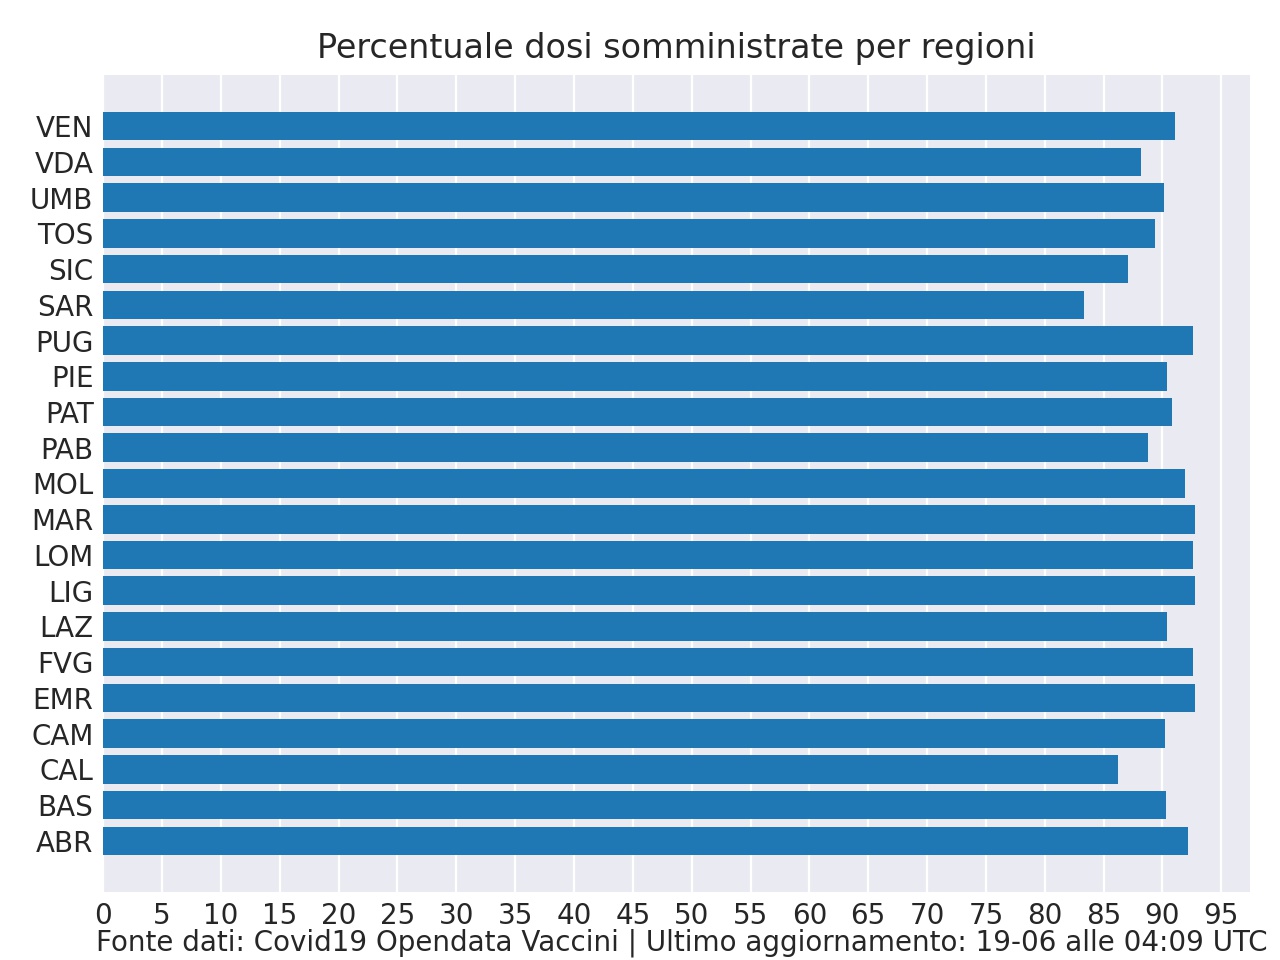 Percentuale dosi somministrate per regioni
VEN
VDA
UMB
TOS
SIC
SAR
PUG
PIE
PAT
PAB
MOL
MAR
LOM
LIG
LAZ
FVG
EMR
CAM
CAL
BAS
ABR
0 5 10 15 20 25 30 35 40 45 50 55 60 65 70 75 80 85 90 95
Fonte dati: Covid19 Opendata Vaccini | Ultimo aggiornamento: 19-06 alle 04:09 UTC